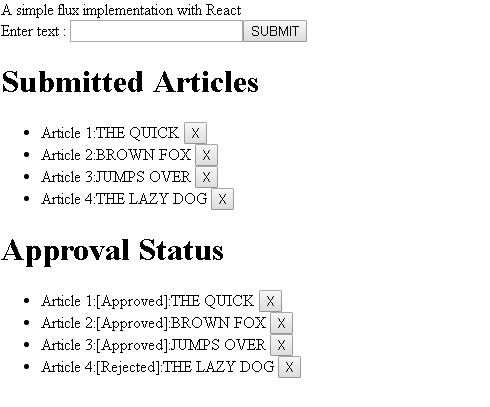 A simple flux implementation with React
Enter text : SUBMIT
Submitted Articles
Article 1:THE QUICK X
Article 2:BROWN FOX X
Article 3:JUMPS OVER X
Article 4:THE LAZY DOG X
Approval Status
Article 1:[Approved]:THE QUICK X
Article 2:[Approved]:BROWN FOX X
Article 3:[Approved]:JUMPS OVER X
Article 4:[Rejected]:THE LAZY DOG X